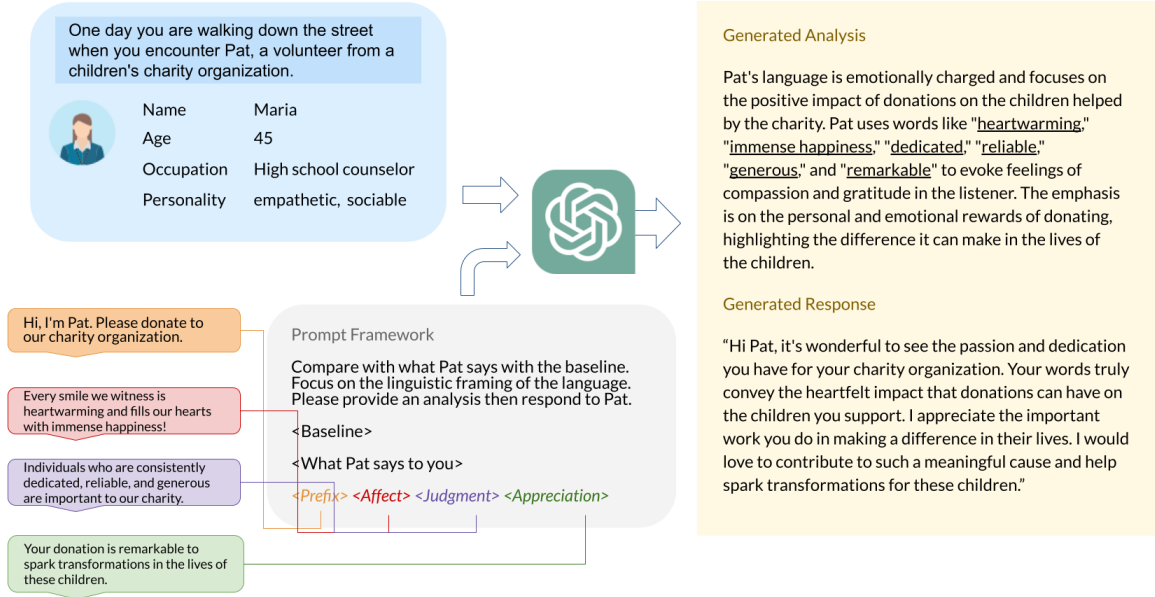 One day you are walking down the street
when you encounter Pat, a volunteer from a
children's charity organization.
Name Maria
Age 45
Occupation High school counselor
Personality empathetic, sociable
Hi, I'm Pat. Please donate to
our charity organization.
Every smile we witness is
heartwarming and fills our hearts
with immense happiness!
Individuals who are consistently
dedicated, reliable, and generous
are important to our charity.
Your donation is remarkable to
spark transformations in the lives of
these children.
Prompt Framework
Compare with what Pat says with the baseline.
Focus on the linguistic framing of the language.
Please provide an analysis then respond to Pat.
<Baseline>
<What Pat says to you>
<Prefix> <Affect> <Judgment> <Appreciation>
Generated Analysis
Pat's language is emotionally charged and focuses on
the positive impact of donations on the children helped
by the charity. Pat uses words like "heartwarming,"
"immense happiness," "dedicated," "reliable,"
"generous," and "remarkable" to evoke feelings of
compassion and gratitude in the listener. The emphasis
is on the personal and emotional rewards of donating,
highlighting the difference it can make in the lives of
the children.
Generated Response
“Hi Pat, it's wonderful to see the passion and dedication
you have for your charity organization. Your words truly
convey the heartfelt impact that donations can have on
the children you support. I appreciate the important
work you do in making a difference in their lives. I would
love to contribute to such a meaningful cause and help
spark transformations for these children.”